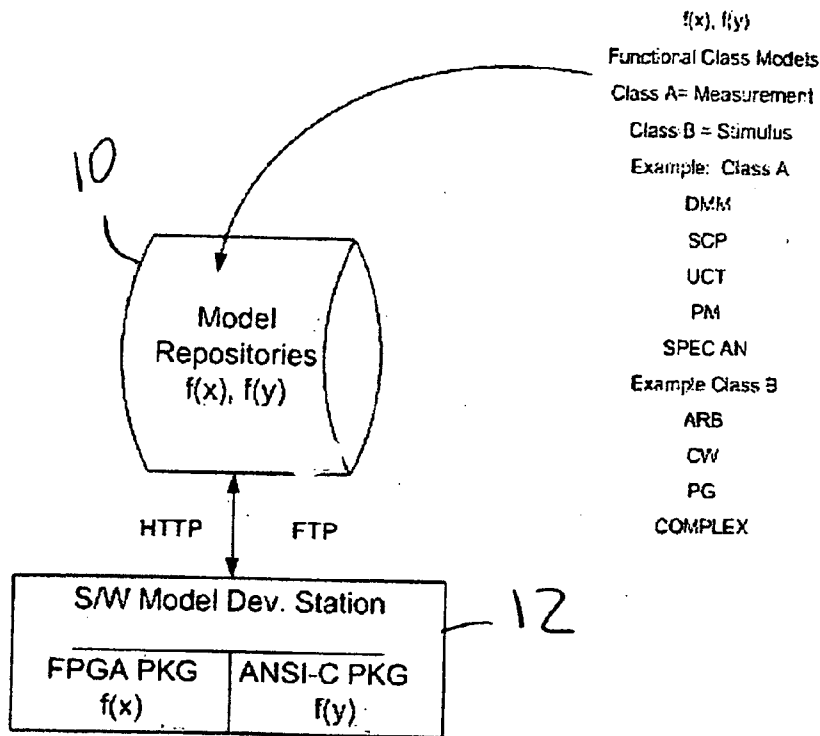 f(x), f(y)
Functional Class Models
Class A= Measurement
Class B = Stimulus
Example: Class A
DMM
SCP
UCT
PM
SPEC AN
Example Class B
ARB
CW
PG
COMPLEX
10
Model
Repositories
f(x), f(y)
HTTP FTP
S/W Model Dev. Station
12
FPGA PKG ANSI-C PKG
f(x) f(y)